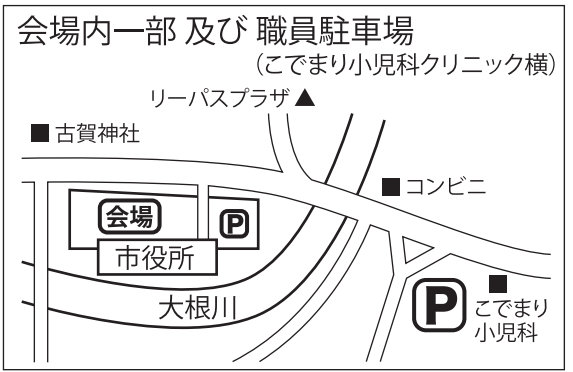 会場内一部 及び 職員駐車場
（こでまり小児科クリニック横）
リーパスプラザ▲
■古賀神社
■コンビニ
会場
P
市役所
大根川
P
■
こでまり
小児科